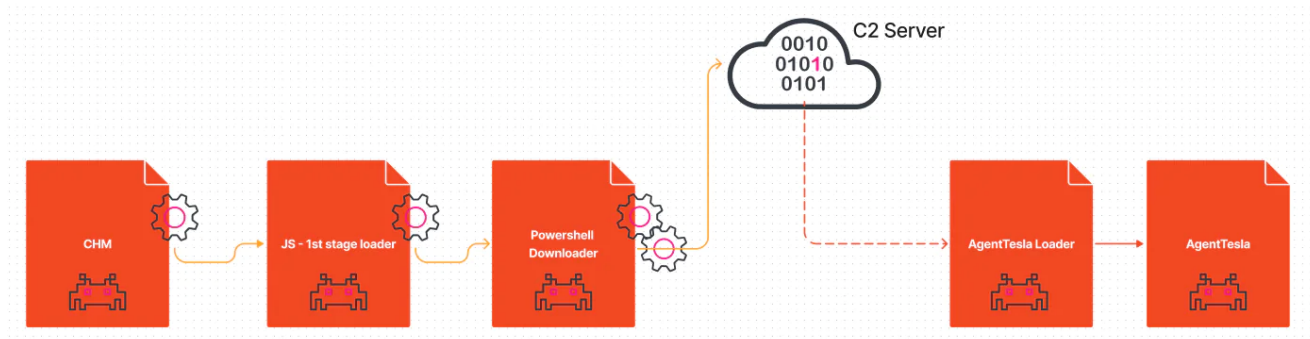 C2 Server
0010
01010
0101
CHM
JS - 1st stage loader
Powershell
Downloader
AgentTesla Loader
AgentTesla